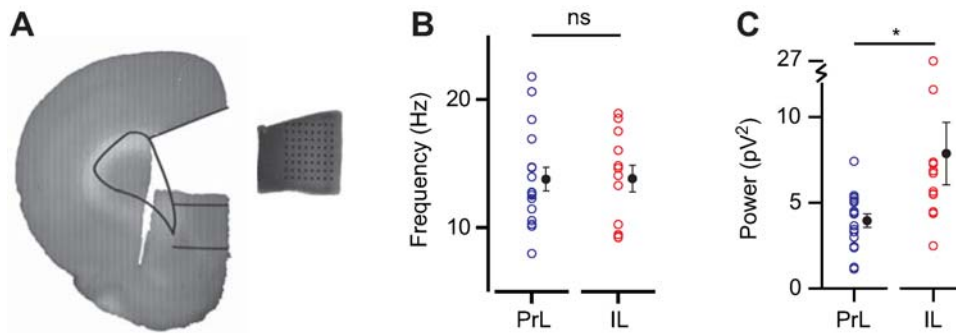 A
B
ns
Frequency (Hz)
20
10
PrL
IL
C
*
Power (pV²)
27
10
5
0
PrL
IL